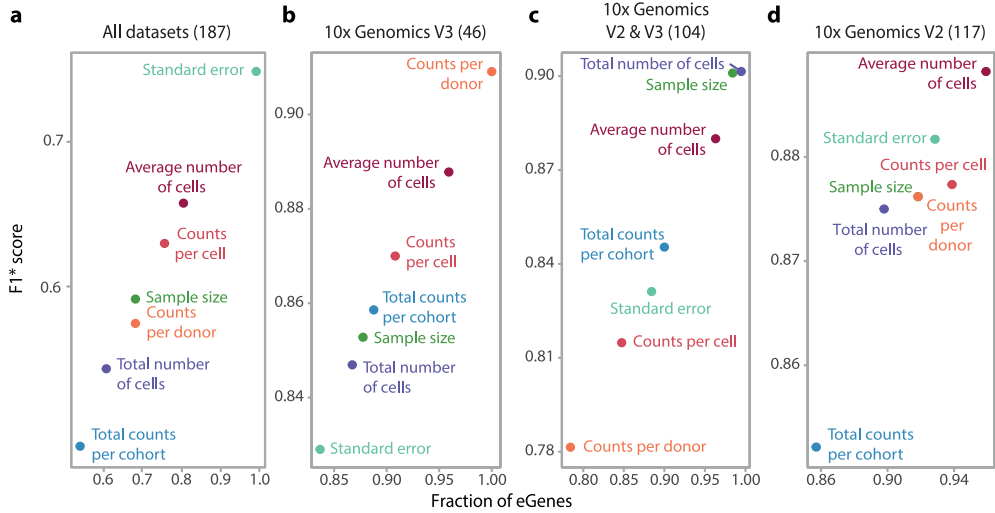 a
All datasets (187)
F1* score
0.7
0.6
Standard error
Average number
of cells
Counts
per cell
Sample size
Counts
per donor
Total number
of cells
Total counts
per cohort
0.6 0.7 0.8 0.9 1.0
b
10x Genomics V3 (46)
0.90
0.88
0.86
0.84
Counts per
donor
Average number
of cells
Counts
per cell
Total counts
per cohort
Sample size
Total number
of cells
Standard error
0.85 0.90 0.95 1.00
c
10x Genomics
V2 & V3 (104)
0.90
0.87
0.84
0.81
0.78
Total number of cells
Sample size
Average number
of cells
Total counts
per cohort
Standard error
Counts per cell
Counts per donor
0.80 0.85 0.90 0.95 1.00
d
10x Genomics V2 (117)
0.88
0.87
0.86
Average number
of cells
Standard error
Counts per cell
Sample size
Counts
per
donor
Total number
of cells
Total counts
per cohort
0.86 0.90 0.94
Fraction of eGenes